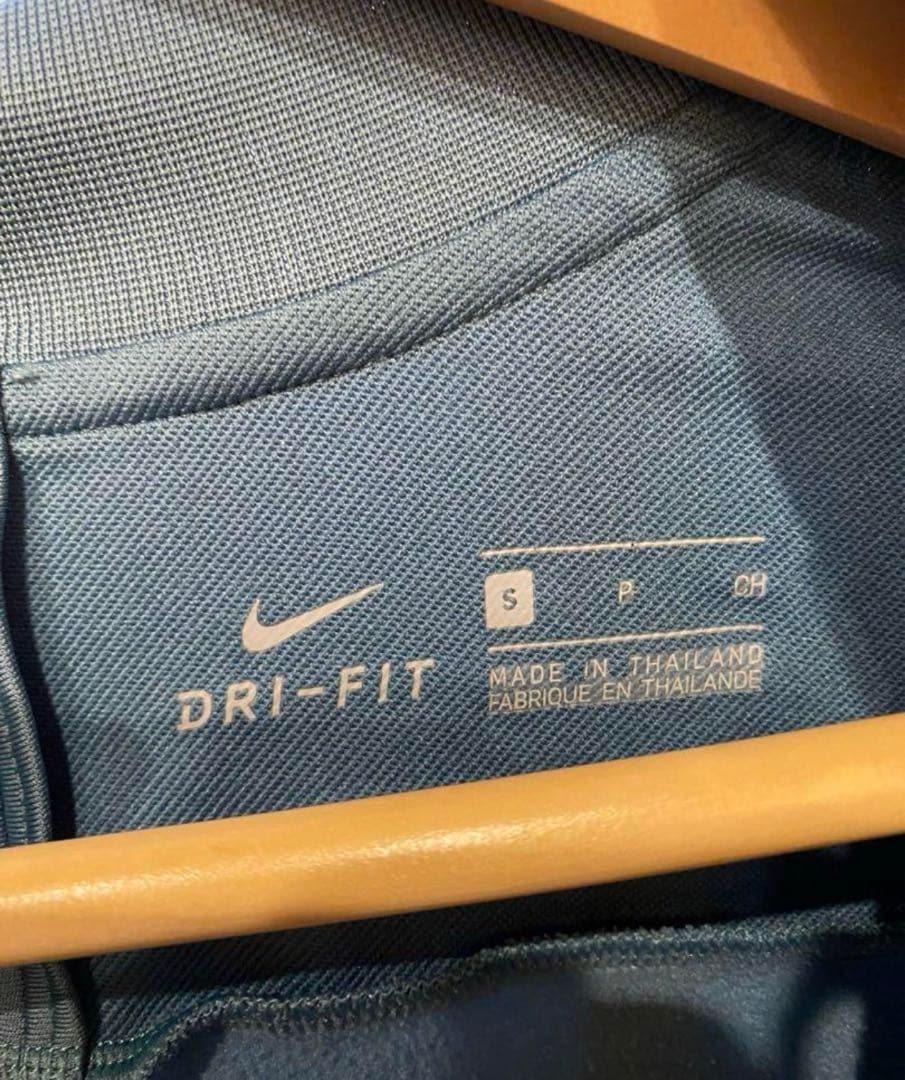 DRI-FIT
S P CH
MADE IN THAILAND
FABRIQUE EN THAILANDE